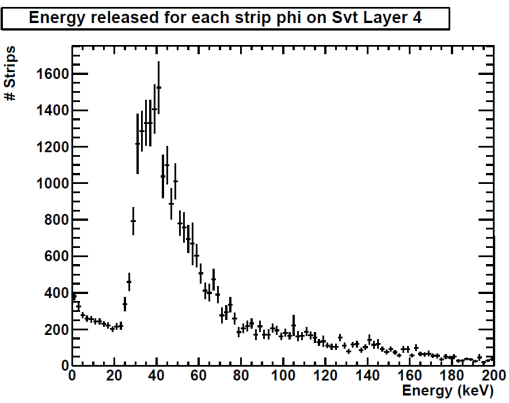 Energy released for each strip phi on Svt Layer 4
# Strips
1600
1400
1200
1000
800
600
400
200
0
0 20 40 60 80 100 120 140 160 180 200
Energy (keV)